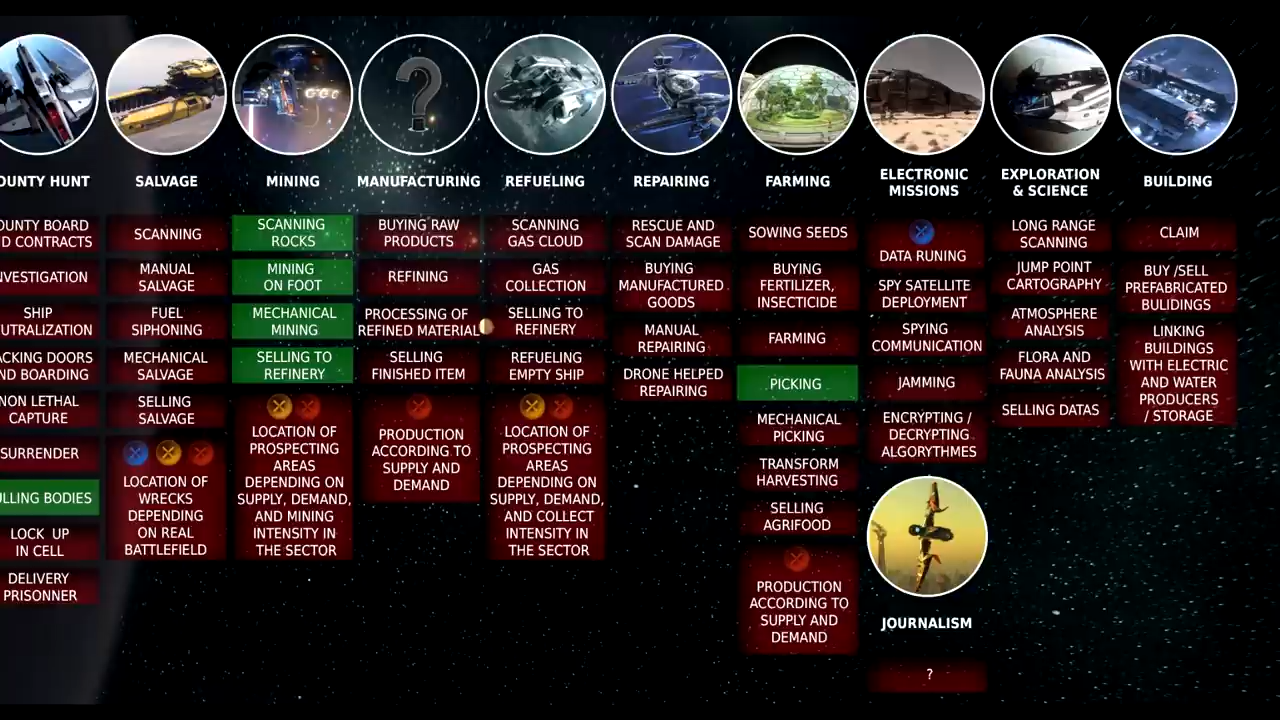 OUNTY HUNT
OUNTY BOARD
D CONTRACTS
NVESTIGATION
SHIP
UTRALIZATION
ACKING DOORS
ND BOARDING
NON LETHAL
CAPTURE
SURRENDER
ULLING BODIES
LOCK UP
IN CELL
DELIVERY
PRISONNER
SALVAGE
SCANNING
MANUAL
SALVAGE
FUEL
SIPHONING
MECHANICAL
SALVAGE
SELLING
SALVAGE
LOCATION OF
WRECKS
DEPENDING
ON REAL
BATTLEFIELD
MINING
SCANNING
ROCKS
MINING
ON FOOT
MECHANICAL
MINING
SELLING TO
REFINERY
LOCATION OF
PROSPECTING
AREAS
DEPENDING ON
SUPPLY, DEMAND,
AND MINING
INTENSITY IN
THE SECTOR
?
MANUFACTURING
BUYING RAW
PRODUCTS
REFINING
PROCESSING OF
REFINED MATERIAL
SELLING
FINISHED ITEM
PRODUCTION
ACCORDING TO
SUPPLY AND
DEMAND
REFUELING
SCANNING
GAS CLOUD
GAS
COLLECTION
SELLING TO
REFINERY
REFUELING
EMPTY SHIP
LOCATION OF
PROSPECTING
AREAS
DEPENDING ON
SUPPLY, DEMAND,
AND COLLECT
INTENSITY IN
THE SECTOR
REPAIRING
RESCUE AND
SCAN DAMAGE
BUYING
MANUFACTURED
GOODS
MANUAL
REPAIRING
DRONE HELPED
REPAIRING
FARMING
SOWING SEEDS
BUYING
FERTILIZER,
INSECTICIDE
FARMING
PICKING
MECHANICAL
PICKING
TRANSFORM
HARVESTING
SELLING
AGRIFOOD
PRODUCTION
ACCORDING TO
SUPPLY AND
DEMAND
ELECTRONIC
MISSIONS
DATA RUNING
SPY SATELLITE
DEPLOYMENT
SPYING
COMMUNICATION
JAMMING
ENCRYPTING /
DECRYPTING
ALGORYTHMES
JOURNALISM
?
EXPLORATION
& SCIENCE
LONG RANGE
SCANNING
JUMP POINT
CARTOGRAPHY
ATMOSPHERE
ANALYSIS
FLORA AND
FAUNA ANALYSIS
SELLING DATAS
BUILDING
CLAIM
BUY /SELL
PREFABRICATED
BULIDINGS
LINKING
BUILDINGS
WITH ELECTRIC
AND WATER
PRODUCERS
/ STORAGE